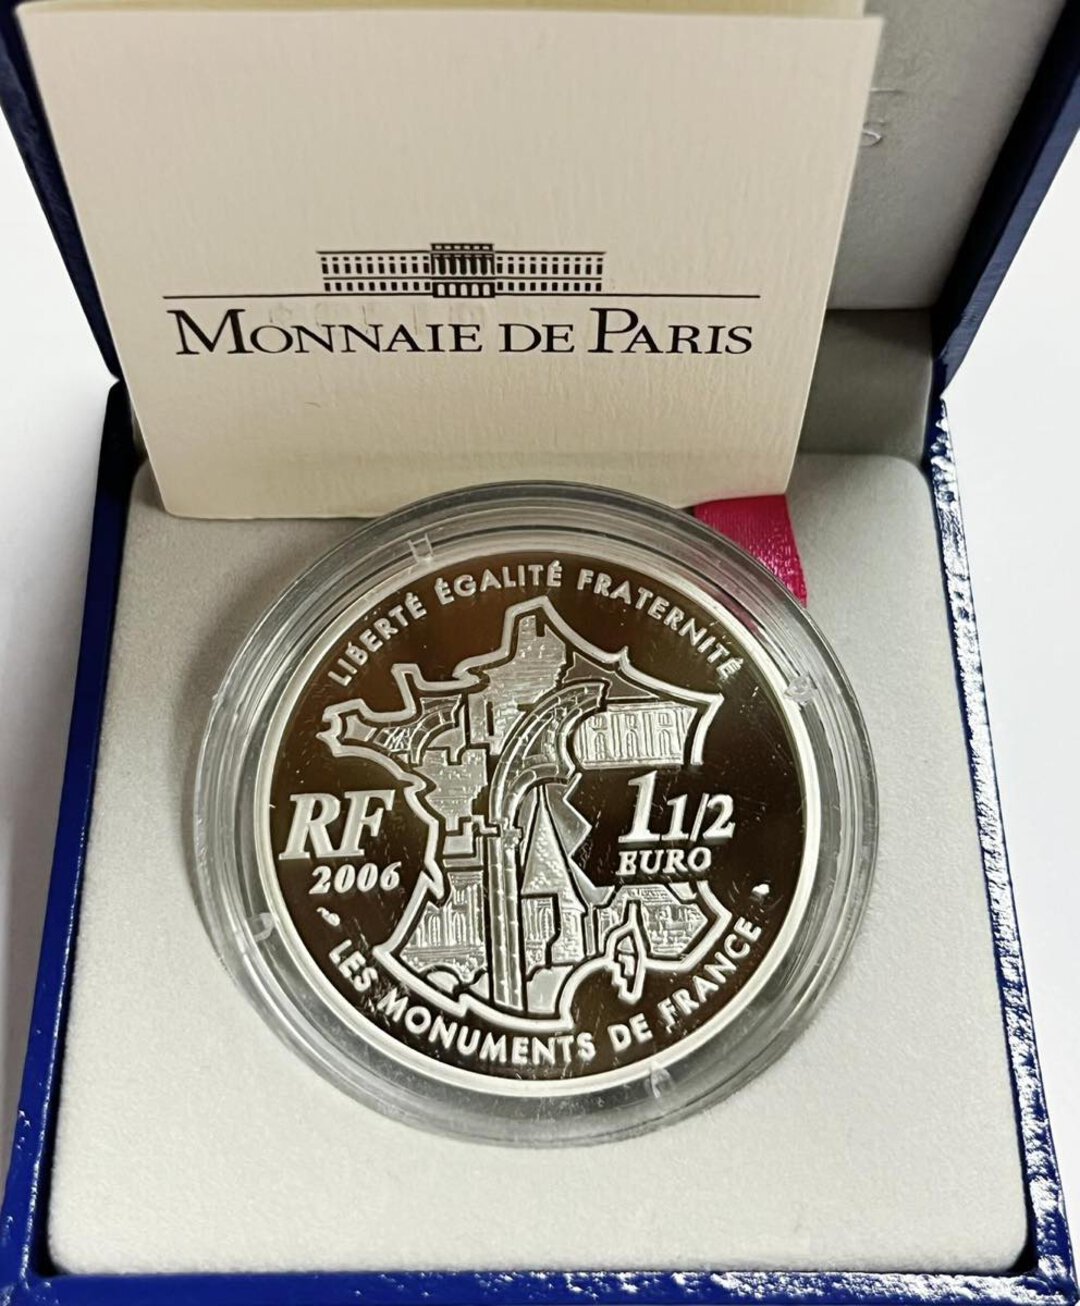 MONNAIE DE PARIS
LIBERTÉ ÉGALITÉ FRATERNITÉ
RF
2006
1 1/2
EURO
LES MONUMENTS DE FRANCE